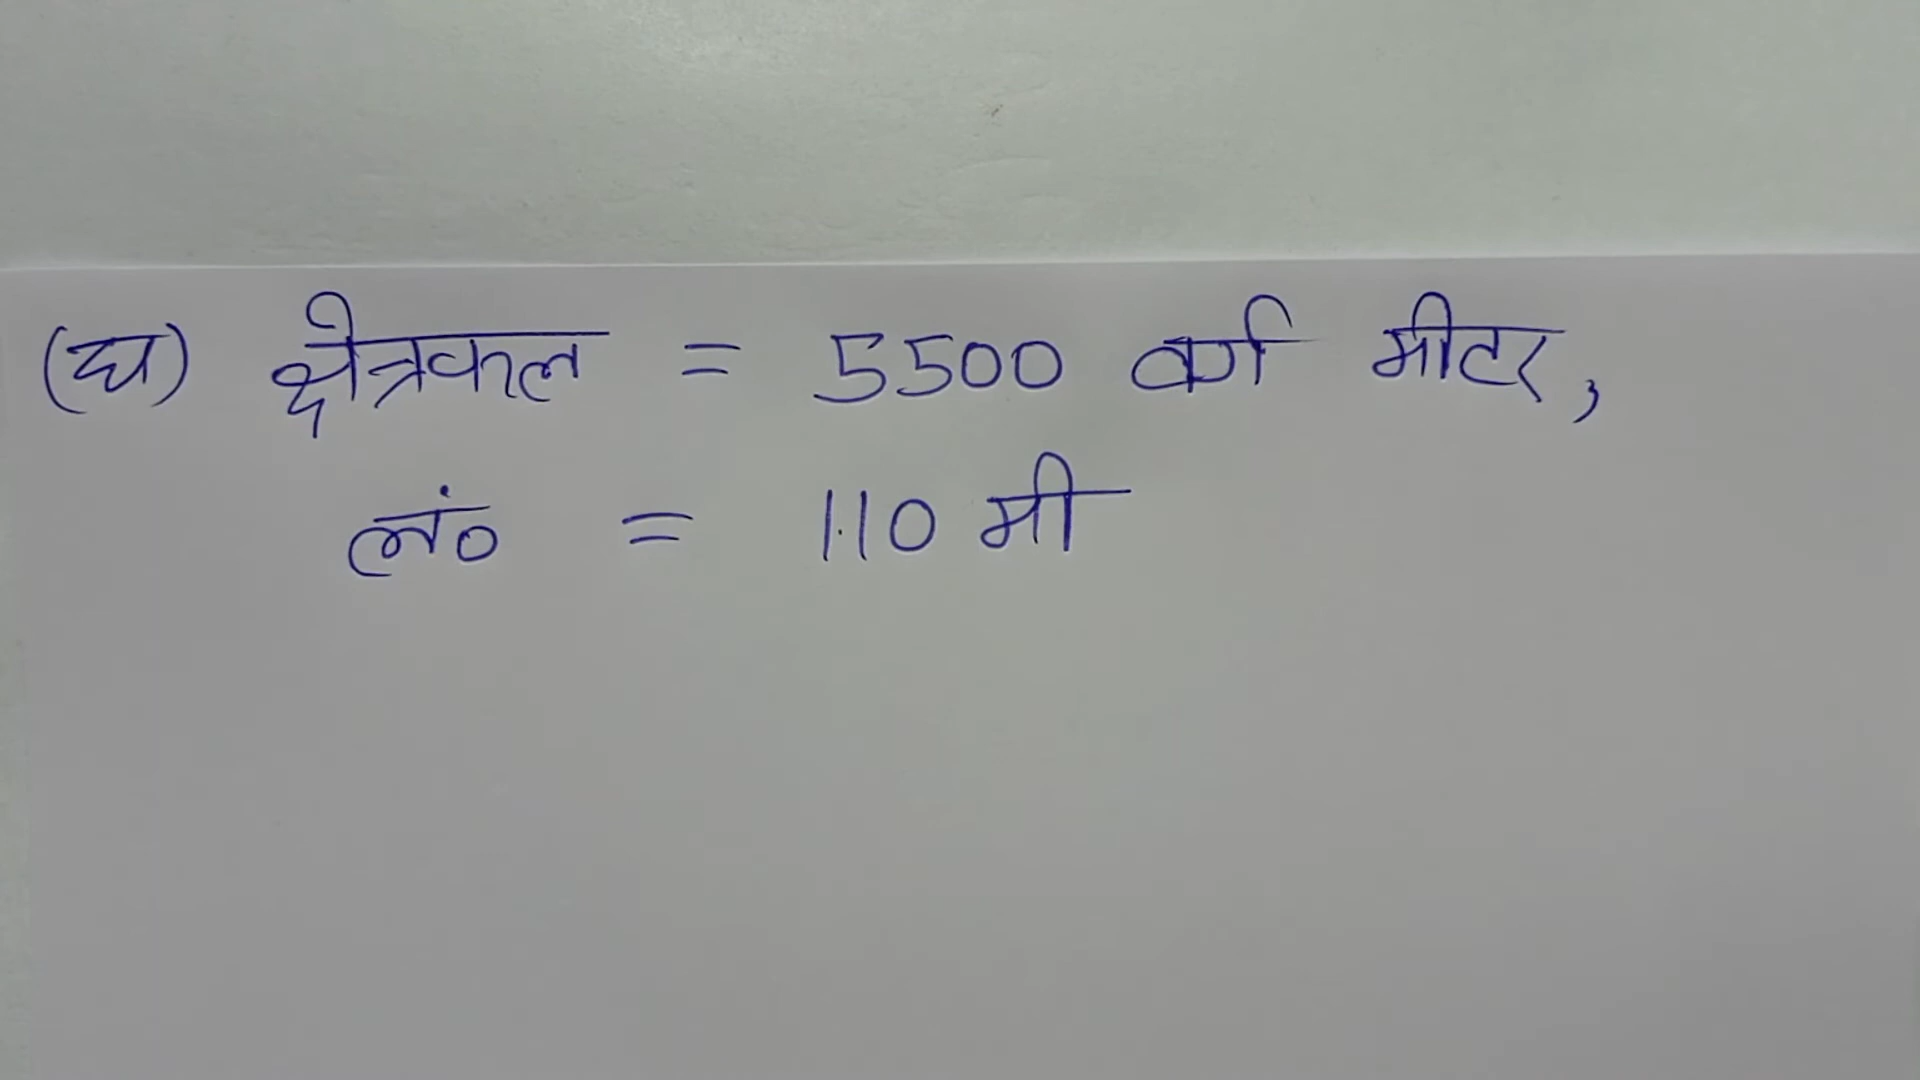 (घ) क्षेत्रफल = 5500 वर्ग मीटर,
लं० = 110 मी